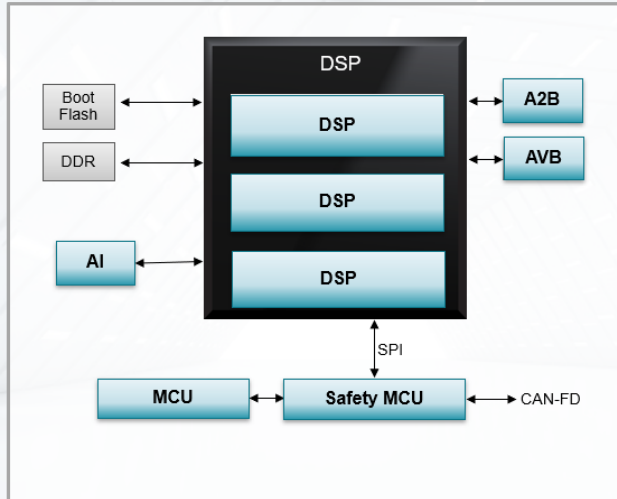 DSP
Boot
Flash
DSP
A2B
DDR
AVB
DSP
AI
DSP
SPI
MCU
Safety MCU
CAN-FD